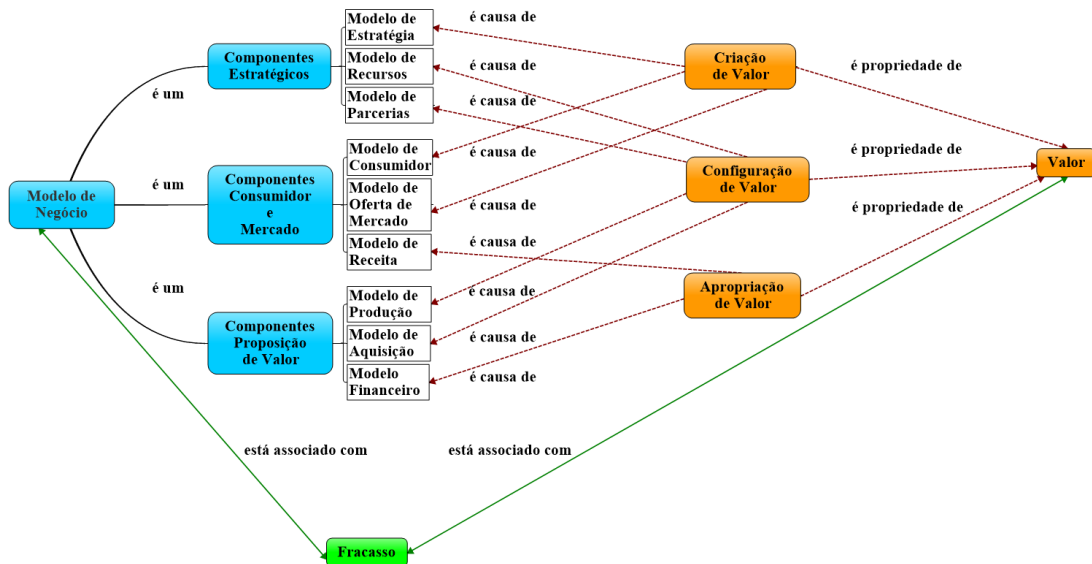 Modelo de
Estratégia
é causa de
Componentes
Estratégicos
Modelo de
Recursos
é causa de
Criação
de Valor
é propriedade de
é um
Modelo de
Parcerias
é causa de
Modelo de
Consumidor
é causa de
é propriedade de
Valor
Modelo de
Negócio
é um
Componentes
Consumidor
e
Mercado
Modelo de
Oferta de
Mercado
é causa de
Configuração
de Valor
é propriedade de
Modelo de
Receita
é causa de
é um
Modelo de
Produção
é causa de
Apropriação
de Valor
Componentes
Proposição
de Valor
Modelo de
Aquisição
é causa de
Modelo
Financeiro
é causa de
está associado com
está associado com
Fracasso